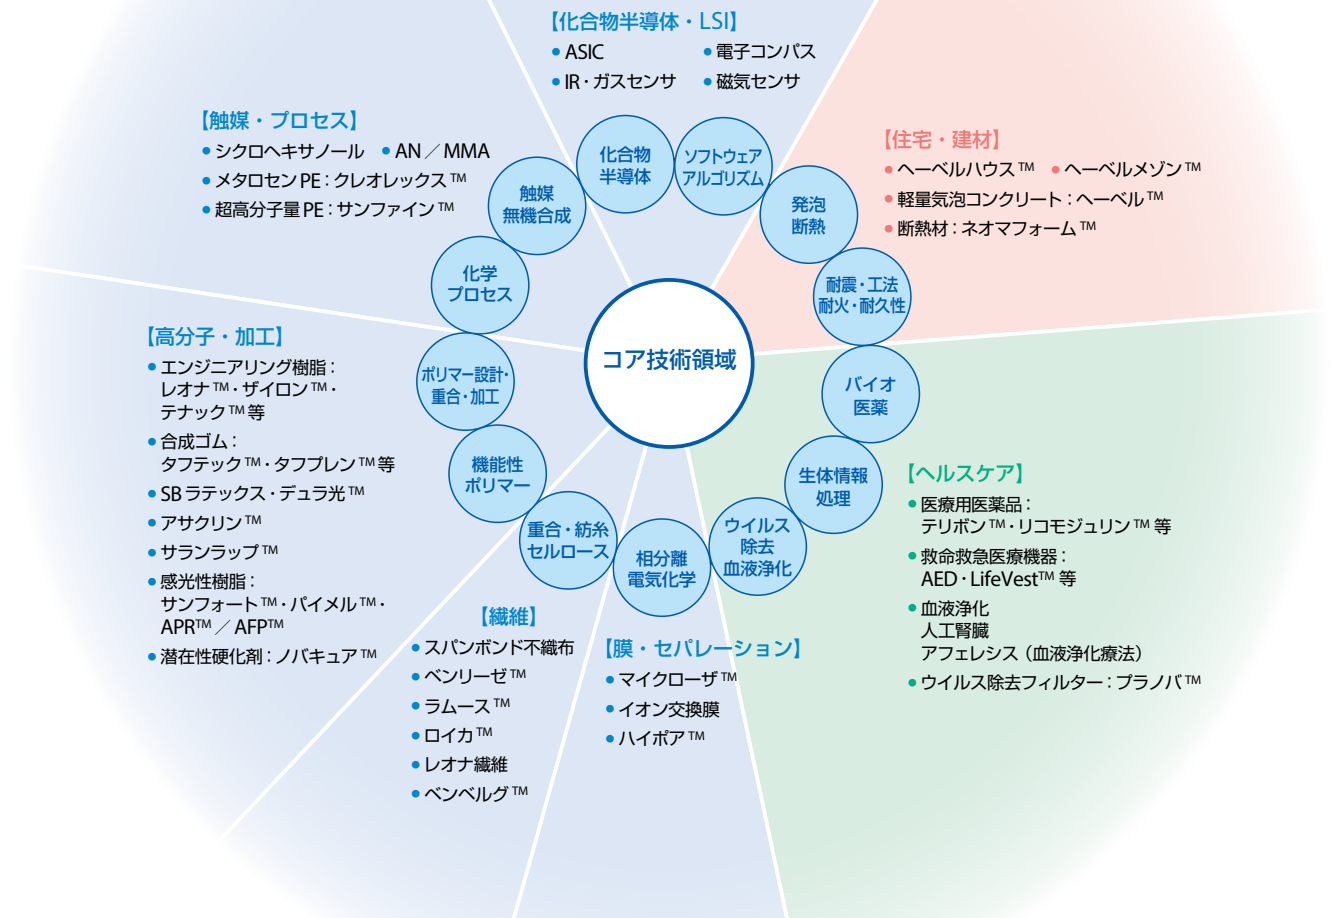 【化合物半導体・LSI】
● ASIC ● 電子コンパス
● IR・ガスセンサ ● 磁気センサ
【触媒・プロセス】
● シクロヘキサノール ● AN／MMA
● メタロセンPE：クレオレックス™
● 超高分子量PE：サンファイン™
【住宅・建材】
● ヘーベルハウス™ ● ヘーベルメゾン™
● 軽量気泡コンクリート：ヘーベル™
● 断熱材：ネオマフォーム™
化合物
半導体
ソフトウェア
アルゴリズム
発泡
断熱
耐震・工法
耐火・耐久性
バイオ
医薬
生体情報
処理
ウイルス
除去
血液浄化
相分離
電気化学
重合・紡糸
セルロース
機能性
ポリマー
ポリマー設計・
重合・加工
化学
プロセス
触媒
無機合成
コア技術領域
【高分子・加工】
● エンジニアリング樹脂：
レオナ™・ザイロン™・
テナック™等
● 合成ゴム：
タフテック™・タフプレン™等
● SBラテックス・デュラ光™
● アサクリン™
● サランラップ™
● 感光性樹脂：
サンフォート™・パイメル™・
APR™／AFP™
● 潜在性硬化剤：ノバキュア™
【繊維】
● スパンボンド不織布
● ベンリーゼ™
● ラムース™
● ロイカ™
● レオナ繊維
● ベンベルグ™
【膜・セパレーション】
● マイクローザ™
● イオン交換膜
● ハイポア™
【ヘルスケア】
● 医療用医薬品：
テリボン™・リコモジュリン™ 等
● 救命救急医療機器：
AED・LifeVest™ 等
● 血液浄化
人工腎臓
アフェレシス（血液浄化療法）
● ウイルス除去フィルター：プラノバ™